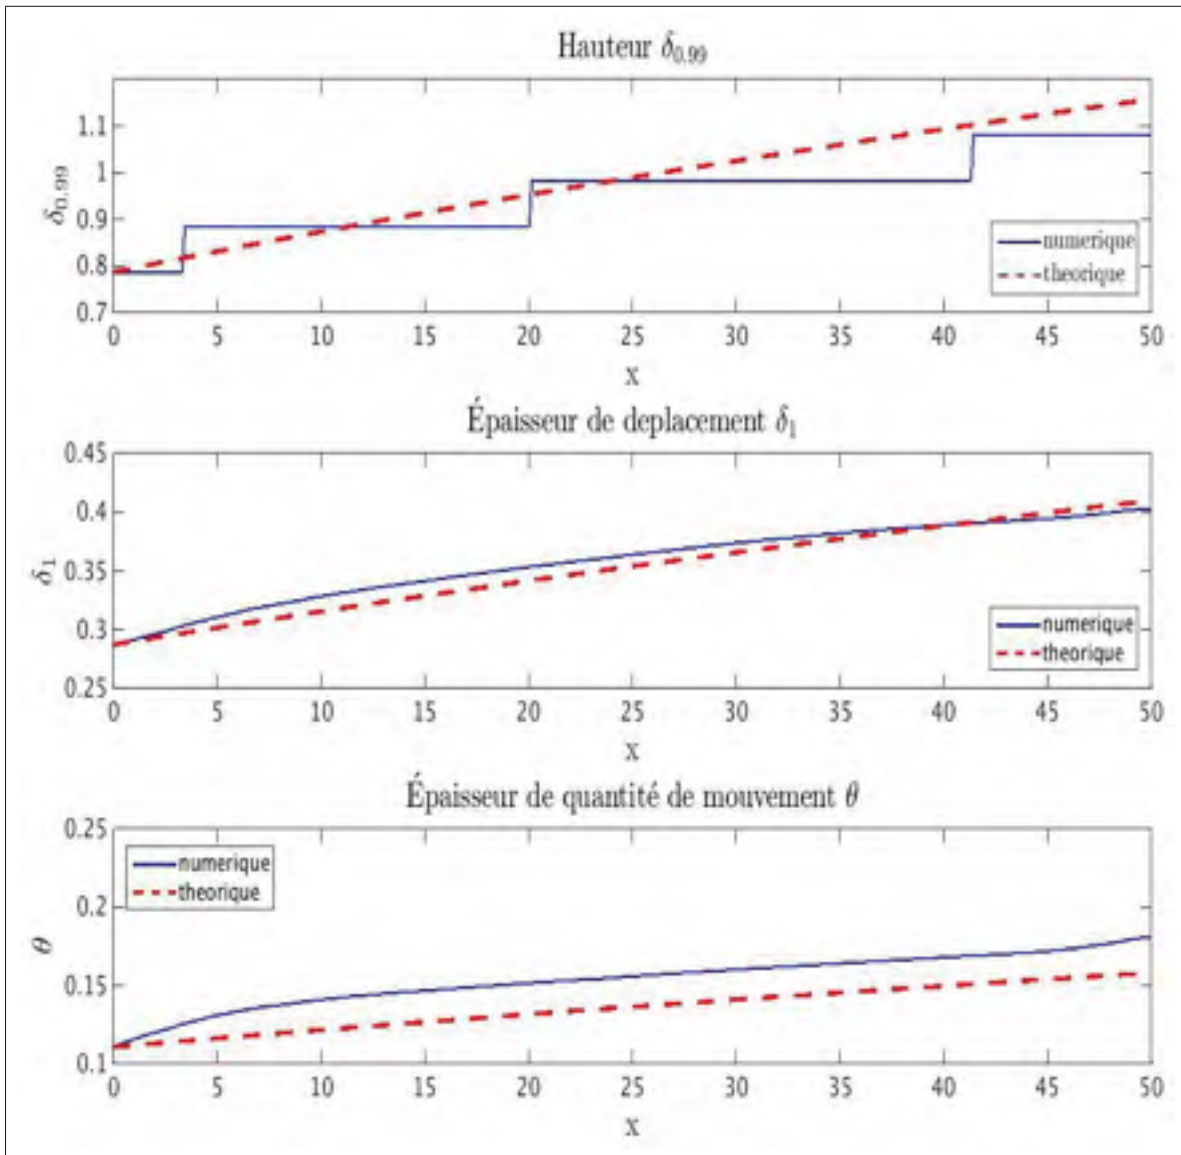 Hauteur δ0.99
1.1
1
0.9
0.8
0.7
δ0.99
numerique
theorique
0 5 10 15 20 25 30 35 40 45 50
x
Épaisseur de deplacement δ1
0.45
0.4
0.35
0.3
0.25
δ1
numerique
theorique
0 5 10 15 20 25 30 35 40 45 50
x
Épaisseur de quantité de mouvement θ
0.25
0.2
0.15
0.1
θ
numerique
theorique
0 5 10 15 20 25 30 35 40 45 50
x